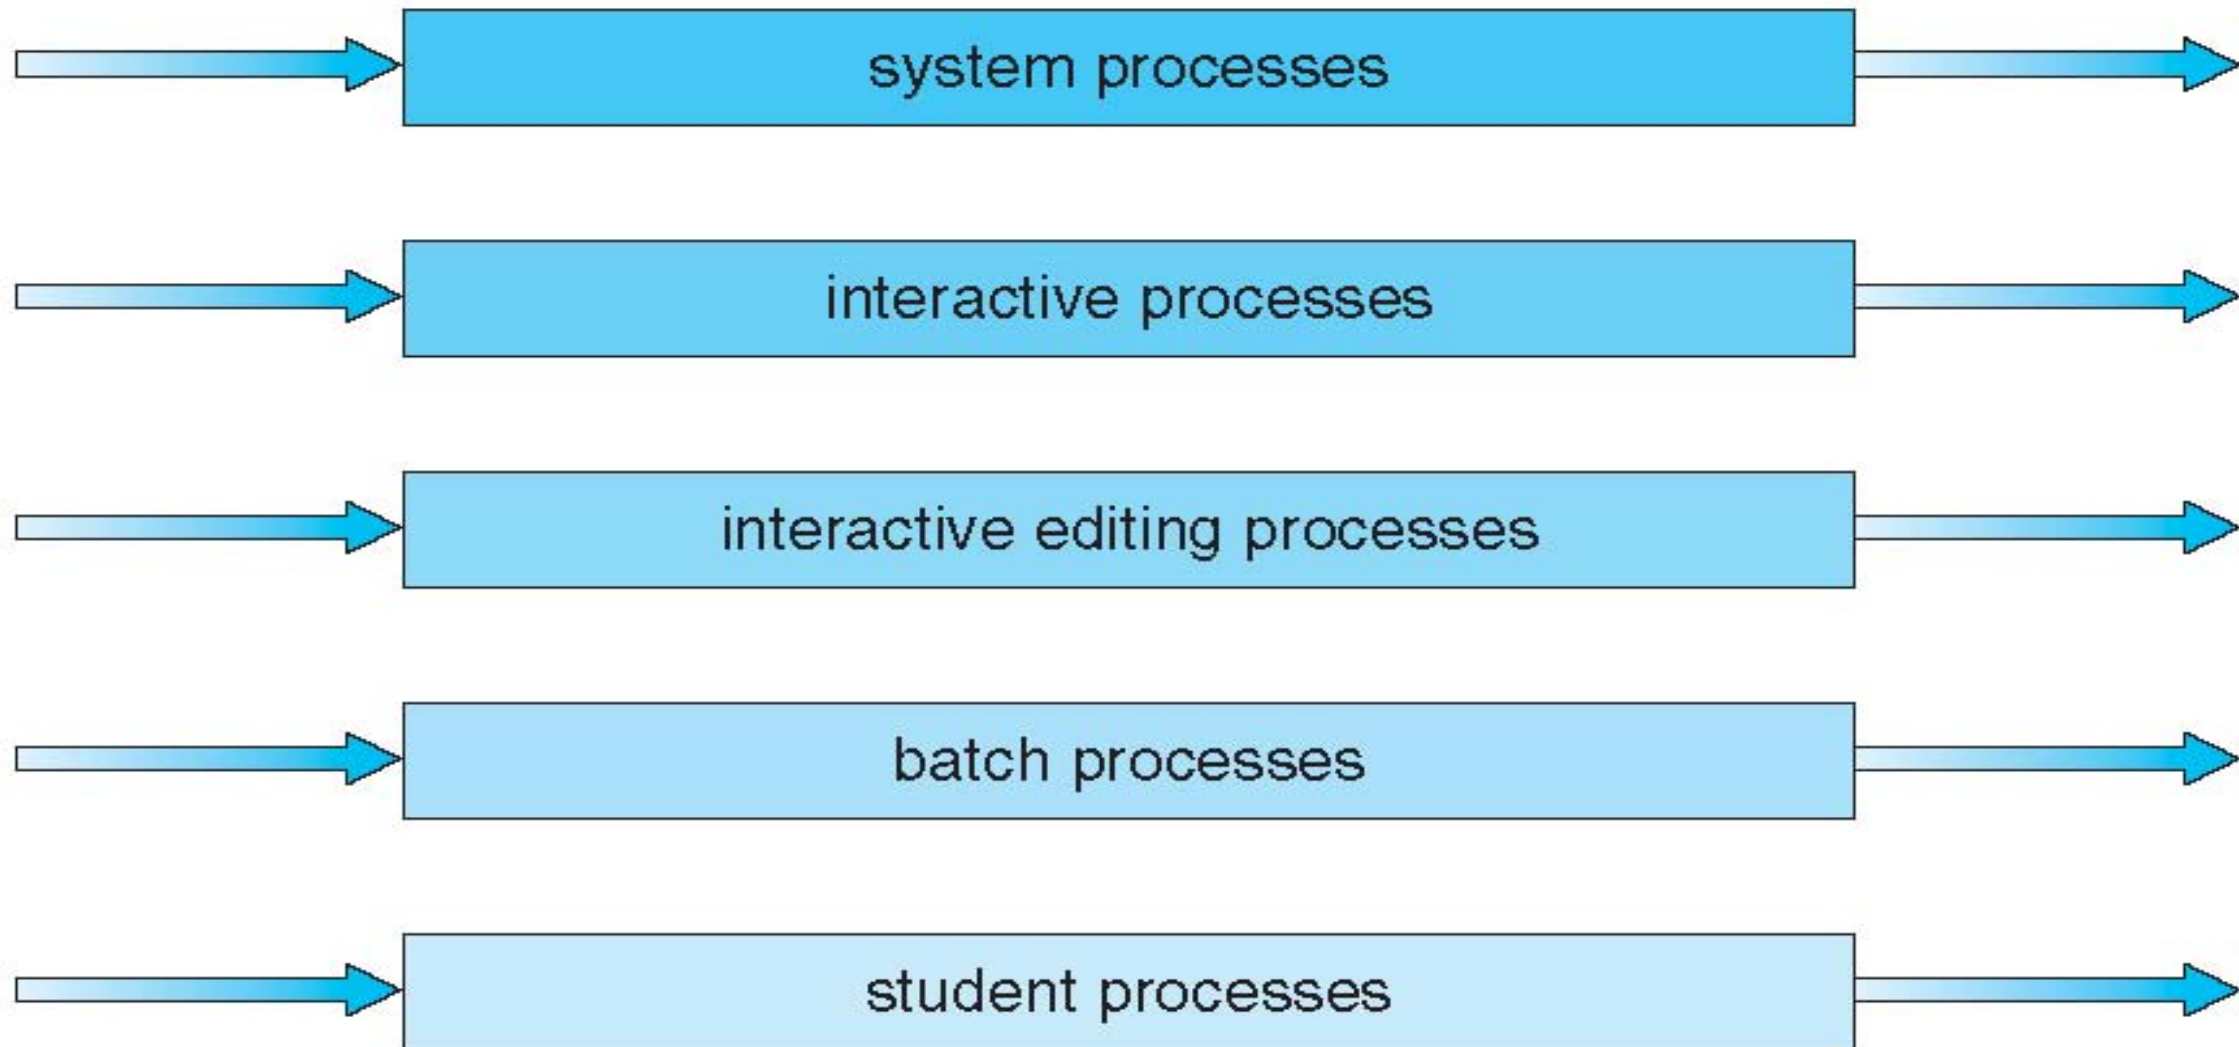 system processes
interactive processes
interactive editing processes
batch processes
student processes